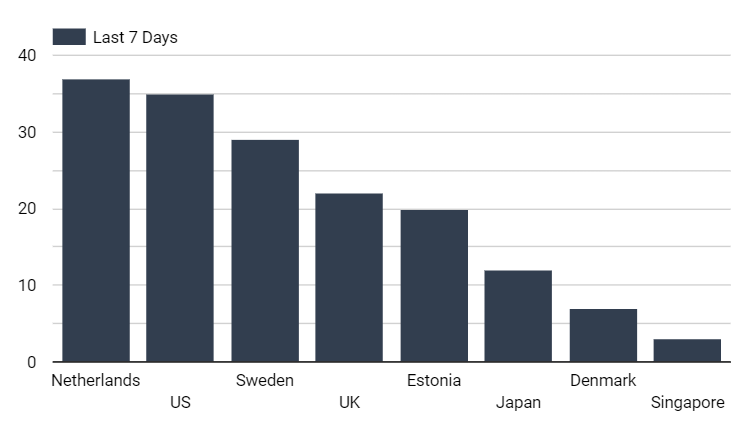 Last 7 Days
40
30
20
10
0
Netherlands
US
Sweden
UK
Estonia
Japan
Denmark
Singapore